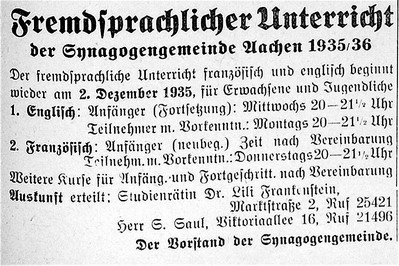 Fremdsprachlicher Unterricht
der Synagogengemeinde Aachen 1935/36
Der fremdsprachliche Unterricht französisch und englisch beginnt
wieder am 2. Dezember 1935, für Erwachsene und Jugendliche
1. Englisch: Anfänger (Fortsetzung): Mittwochs 20—21½ Uhr
Teilnehmer m. Vorkenntn.: Montags 20—21½ Uhr
2. Französisch: Anfänger (neubeg.) Zeit nach Vereinbarung
Teilnehm. m. Vorkenntn.: Donnerstags 20—21½ Uhr
Weitere Kurse für Anfäng. und Fortgeschritt. nach Vereinbarung
Auskunft erteilt: Studienrätin Dr. Lili Frankenstein,
Marktstraße 2, Ruf 25421
Herr S. Saul, Viktoriaallee 16, Ruf 21496
Der Vorstand der Synagogengemeinde.